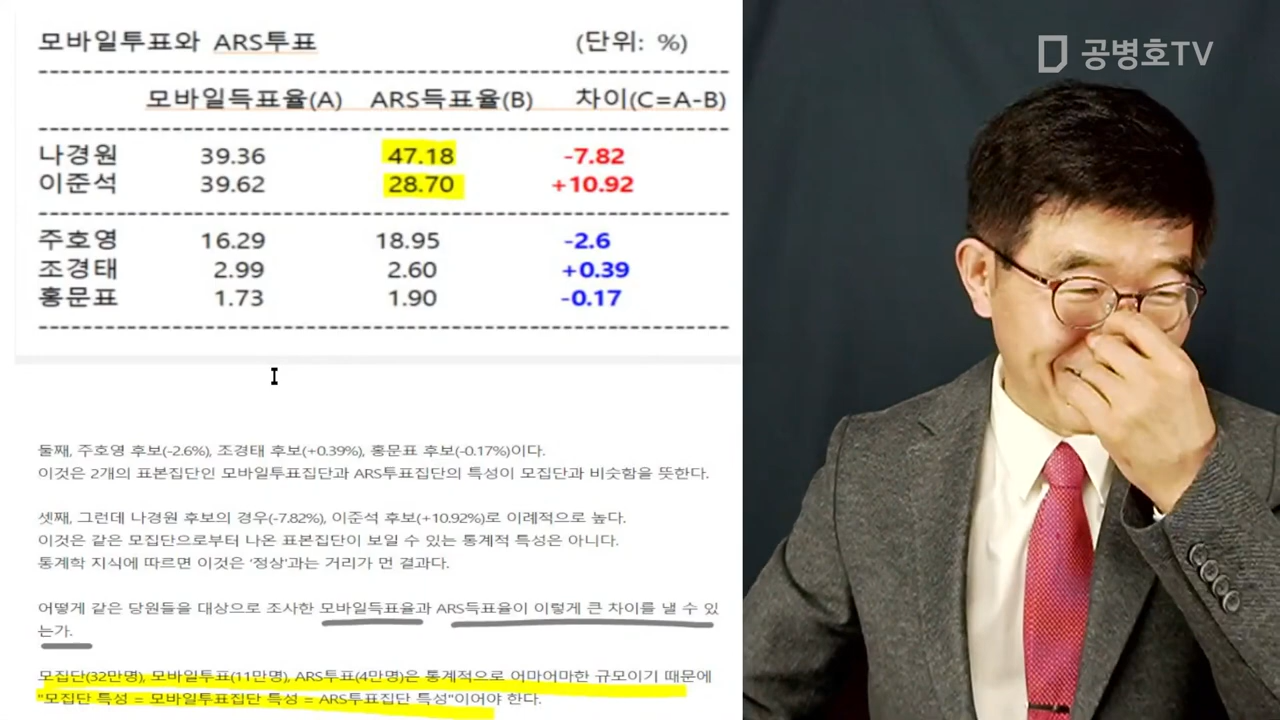 모바일투표와 ARS투표 (단위: %)
모바일득표율(A) ARS득표율(B) 차이(C=A-B)
나경원 39.36 47.18 -7.82
이준석 39.62 28.70 +10.92
주호영 16.29 18.95 -2.6
조경태 2.99 2.60 +0.39
홍문표 1.73 1.90 -0.17
둘째, 주호영 후보(-2.6%), 조경태 후보(+0.39%), 홍문표 후보(-0.17%)이다.
이것은 2개의 표본집단인 모바일투표집단과 ARS투표집단의 특성이 모집단과 비슷함을 뜻한다.
셋째, 그런데 나경원 후보의 경우(-7.82%), 이준석 후보(+10.92%)로 이례적으로 높다.
이것은 같은 모집단으로부터 나온 표본집단이 보일 수 있는 통계적 특성은 아니다.
통계학 지식에 따르면 이것은 '정상'과는 거리가 먼 결과다.
어떻게 같은 당원들을 대상으로 조사한 모바일득표율과 ARS득표율이 이렇게 큰 차이를 낼 수 있
는가.
모집단(32만명), 모바일투표(11만명), ARS투표(4만명)은 통계적으로 어마어마한 규모이기 때문에
"모집단 특성 = 모바일투표집단 특성 = ARS투표집단 특성"이어야 한다.
공병호TV